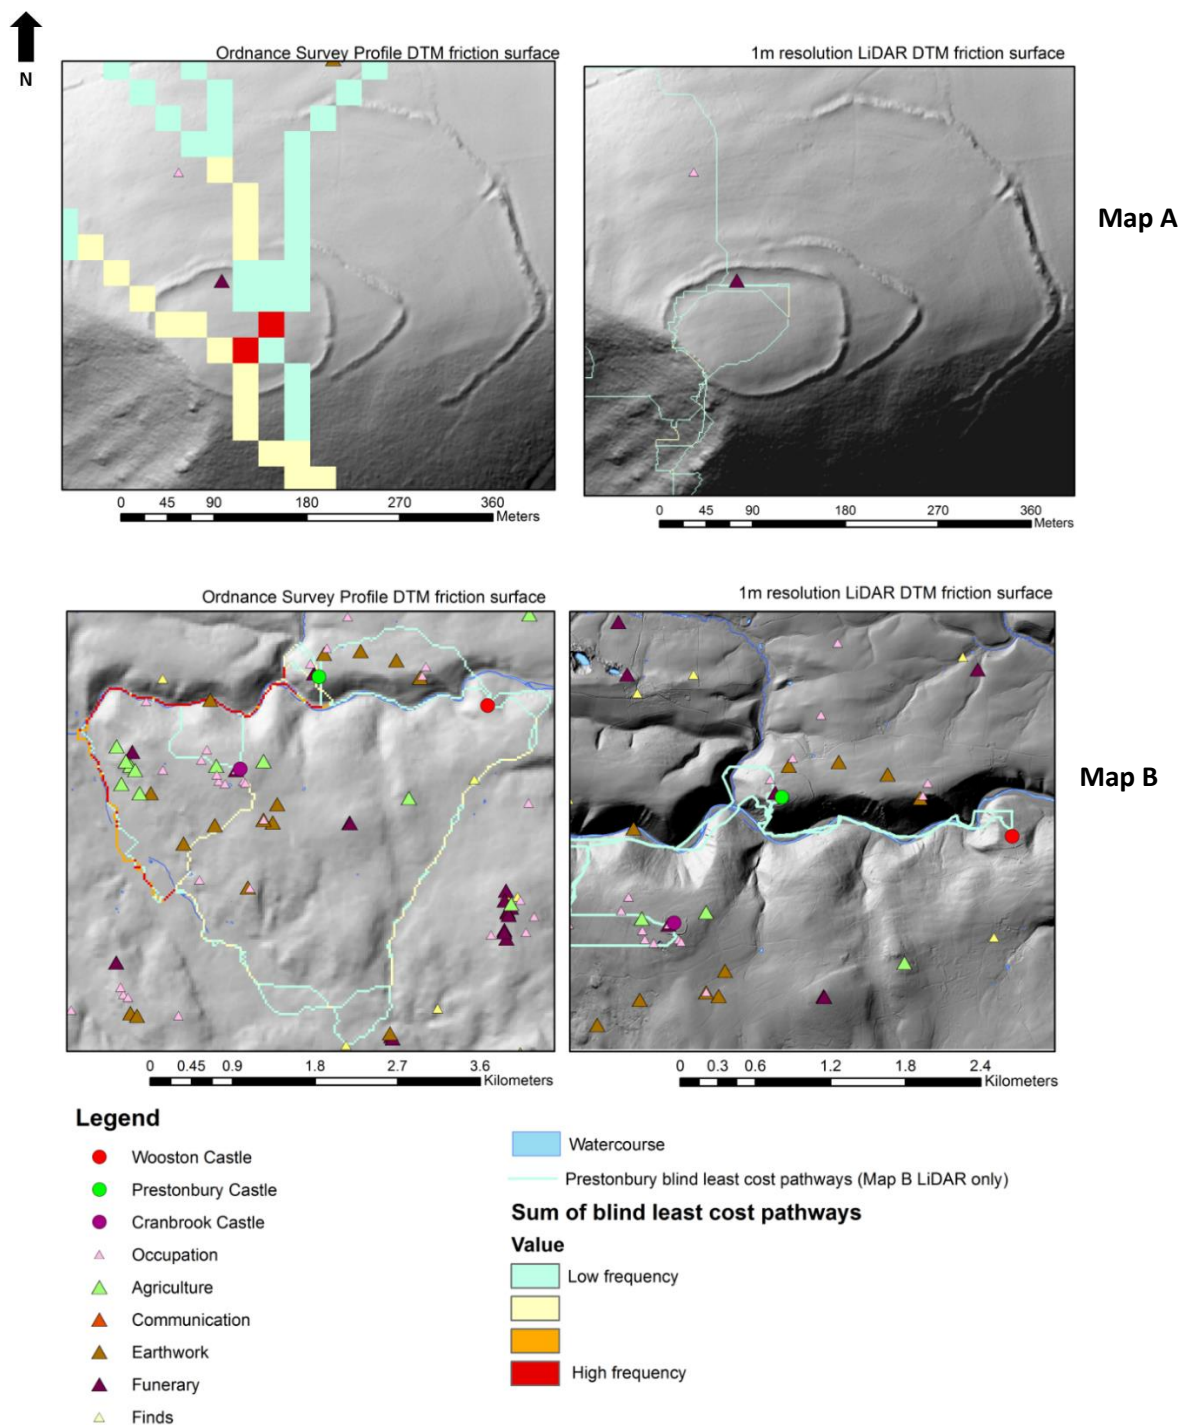 N
Ordnance Survey Profile DTM friction surface
1m resolution LiDAR DTM friction surface
Map A
0 45 90 180 270 360
Meters
0 45 90 180 270 360
Meters
Ordnance Survey Profile DTM friction surface
1m resolution LiDAR DTM friction surface
Map B
0 0.45 0.9 1.8 2.7 3.6
Kilometers
0 0.3 0.6 1.2 1.8 2.4
Kilometers
Legend
Wooston Castle
Prestonbury Castle
Cranbrook Castle
Occupation
Agriculture
Communication
Earthwork
Funerary
Finds
Watercourse
Prestonbury blind least cost pathways (Map B LiDAR only)
Sum of blind least cost pathways
Value
Low frequency
High frequency